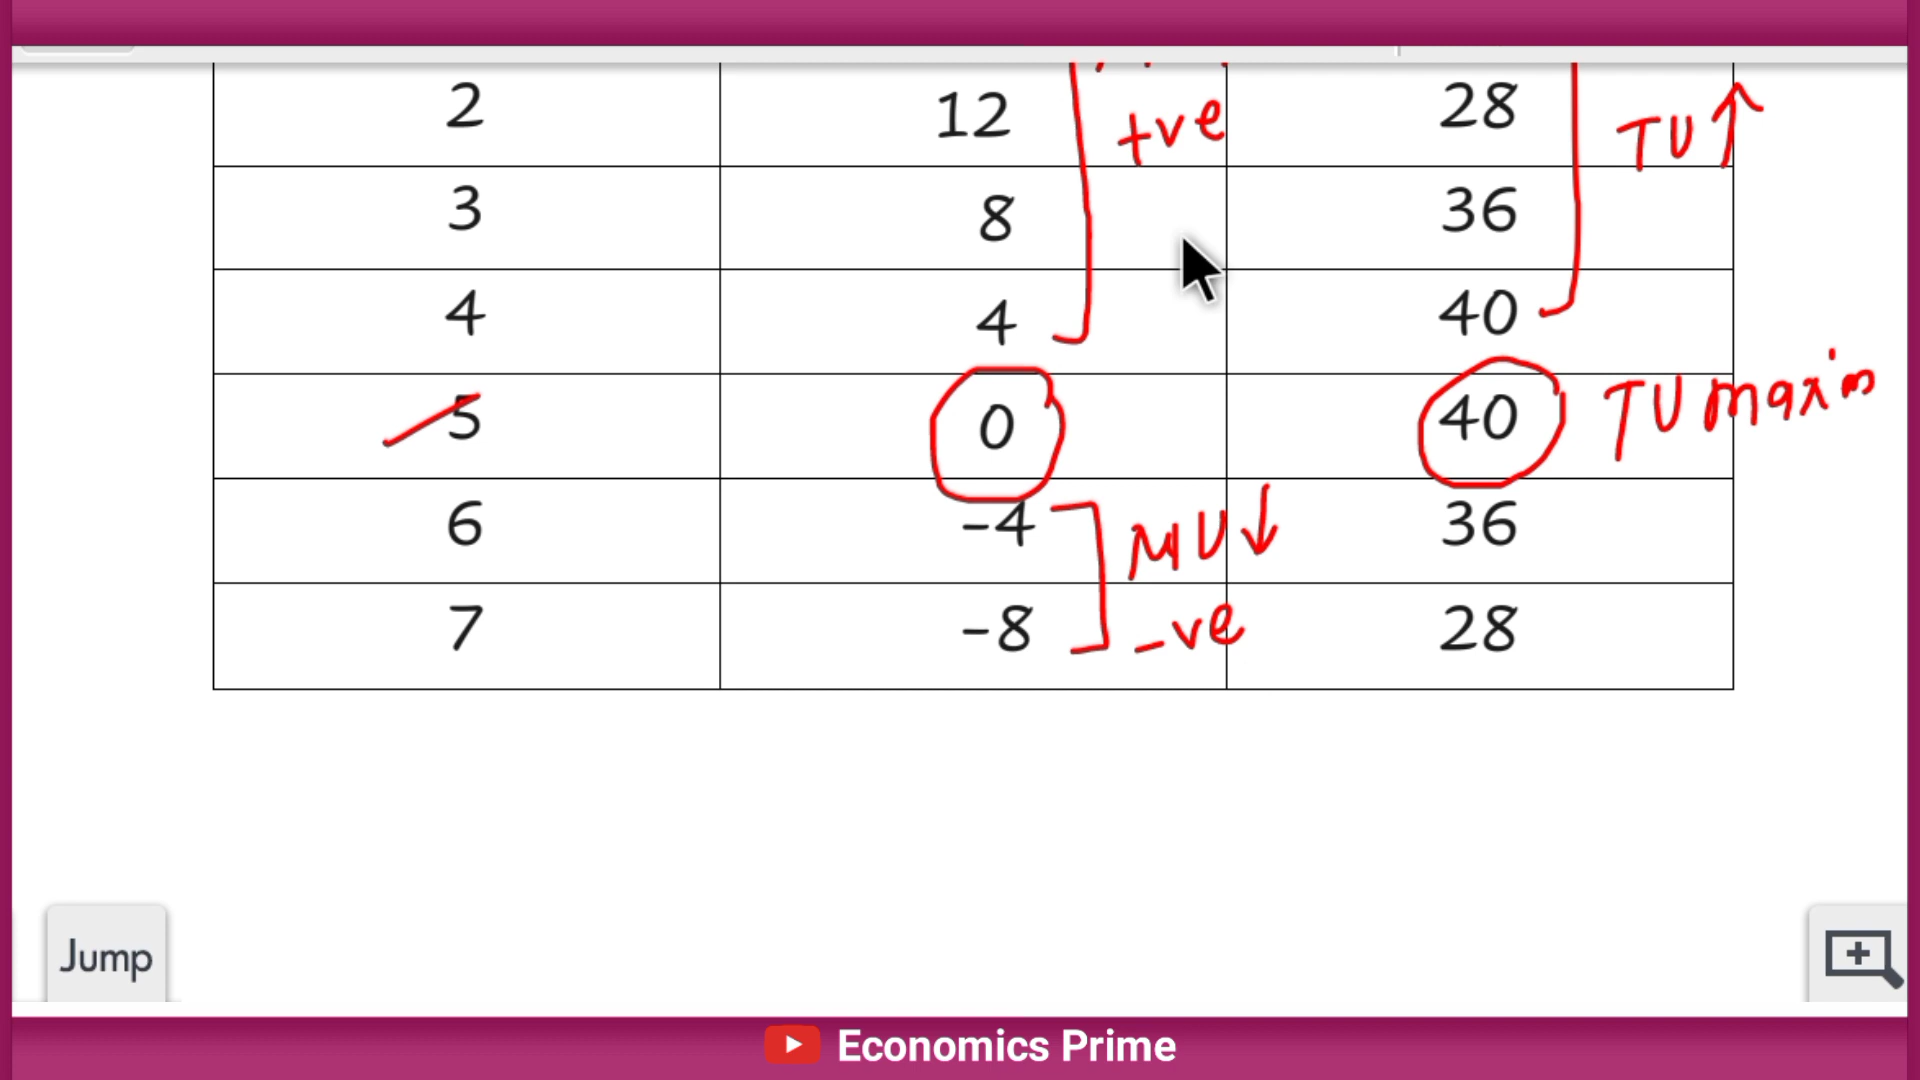 2 12 +ve 28 TU↑
3 8 36
4 4 40
5 0 40 TU maxim
6 -4 MU↓ 36
7 -8 -ve 28
Jump
Economics Prime